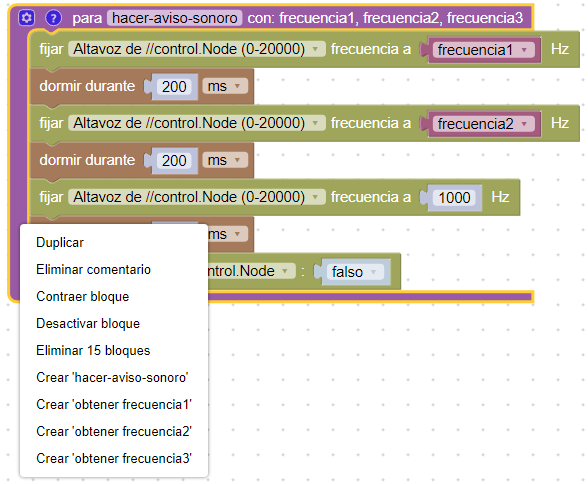 ? para hacer-aviso-sonoro con: frecuencia1, frecuencia2, frecuencia3
fijar Altavoz de //control.Node (0-20000) frecuencia a frecuencia1 Hz
dormir durante 200 ms
fijar Altavoz de //control.Node (0-20000) frecuencia a frecuencia2 Hz
dormir durante 200 ms
fijar Altavoz de //control.Node (0-20000) frecuencia a 1000 Hz
ms
ontrol.Node : falso
Duplicar
Eliminar comentario
Contraer bloque
Desactivar bloque
Eliminar 15 bloques
Crear 'hacer-aviso-sonoro'
Crear 'obtener frecuencia1'
Crear 'obtener frecuencia2'
Crear 'obtener frecuencia3'